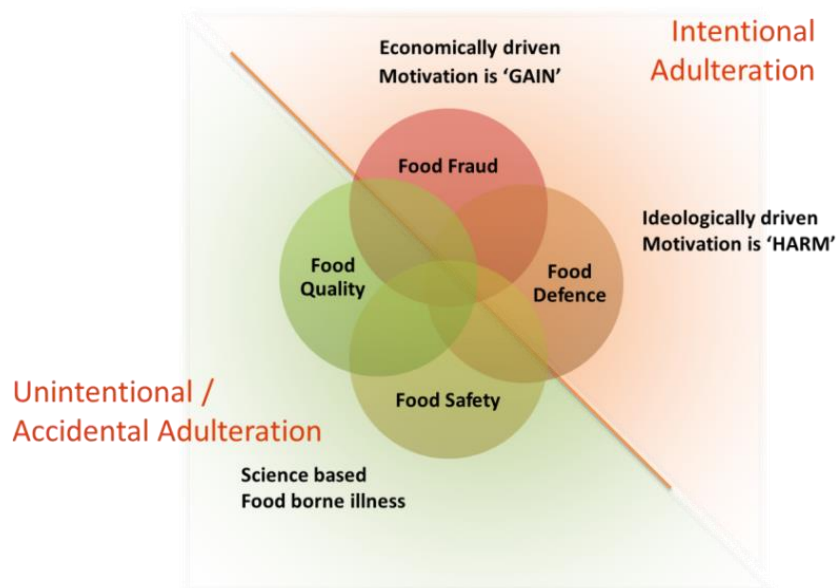 Economically driven
Motivation is ‘GAIN’
Intentional
Adulteration
Food Fraud
Ideologically driven
Motivation is ‘HARM’
Food
Quality
Food
Defence
Unintentional /
Accidental Adulteration
Food Safety
Science based
Food borne illness